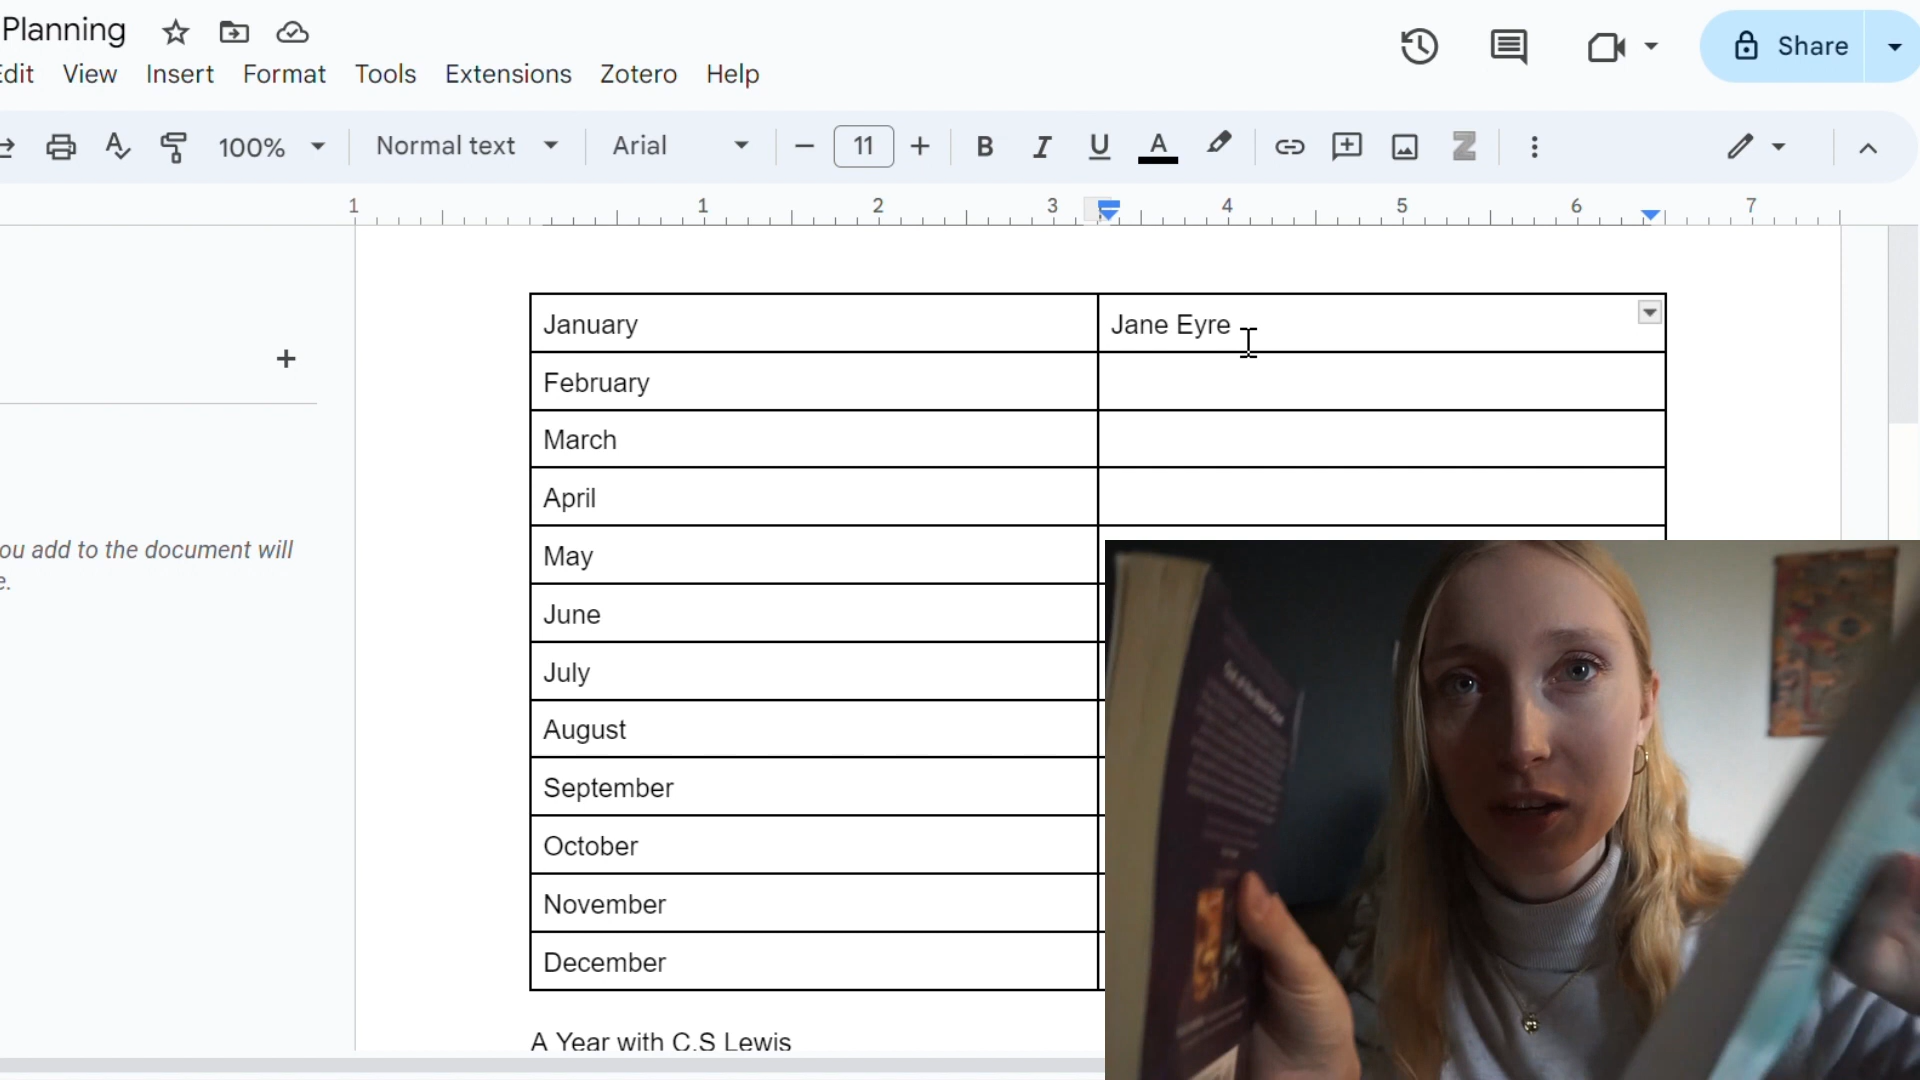 Planning
Edit View Insert Format Tools Extensions Zotero Help
Share
100% Normal text Arial 11 B I U A Z
1 1 2 3 4 5 6 7
January Jane Eyre
February
March
April
you add to the document will
May
June
July
August
September
October
November
December
A Year with C.S Lewis